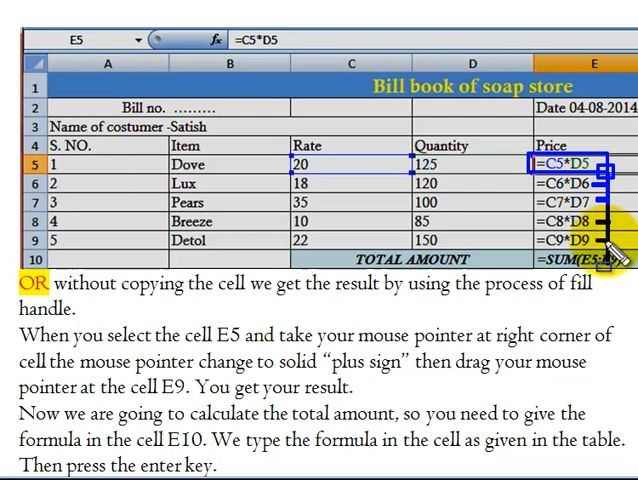 E5 fx =C5*D5
A B C D E
1 Bill book of soap store
2 Bill no. ......... Date 04-08-2014
3 Name of costumer -Satish
4 S. NO. Item Rate Quantity Price
5 1 Dove 20 125 =C5*D5
6 2 Lux 18 120 =C6*D6
7 3 Pears 35 100 =C7*D7
8 4 Breeze 10 85 =C8*D8
9 5 Detol 22 150 =C9*D9
10 TOTAL AMOUNT =SUM(E5:E9)
OR without copying the cell we get the result by using the process of fill
handle.
When you select the cell E5 and take your mouse pointer at right corner of
cell the mouse pointer change to solid “plus sign” then drag your mouse
pointer at the cell E9. You get your result.
Now we are going to calculate the total amount, so you need to give the
formula in the cell E10. We type the formula in the cell as given in the table.
Then press the enter key.